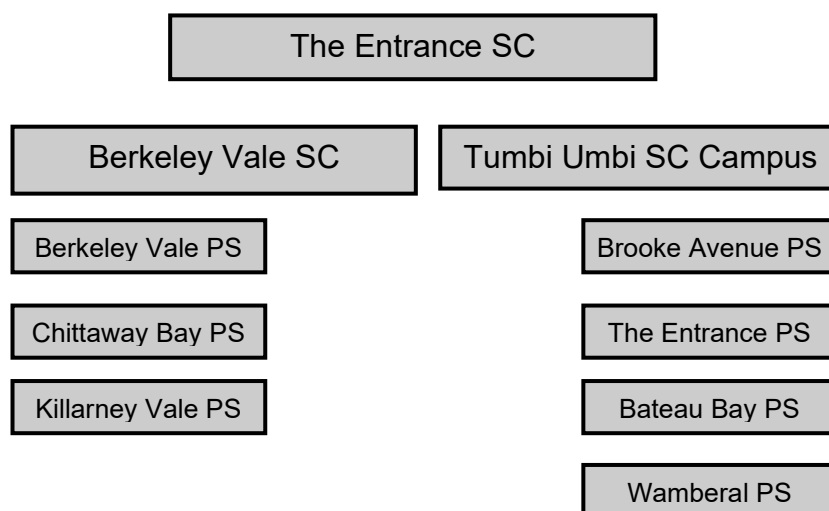 The Entrance SC
Berkeley Vale SC
Tumbi Umbi SC Campus
Berkeley Vale PS
Brooke Avenue PS
Chittaway Bay PS
The Entrance PS
Killarney Vale PS
Bateau Bay PS
Wamberal PS